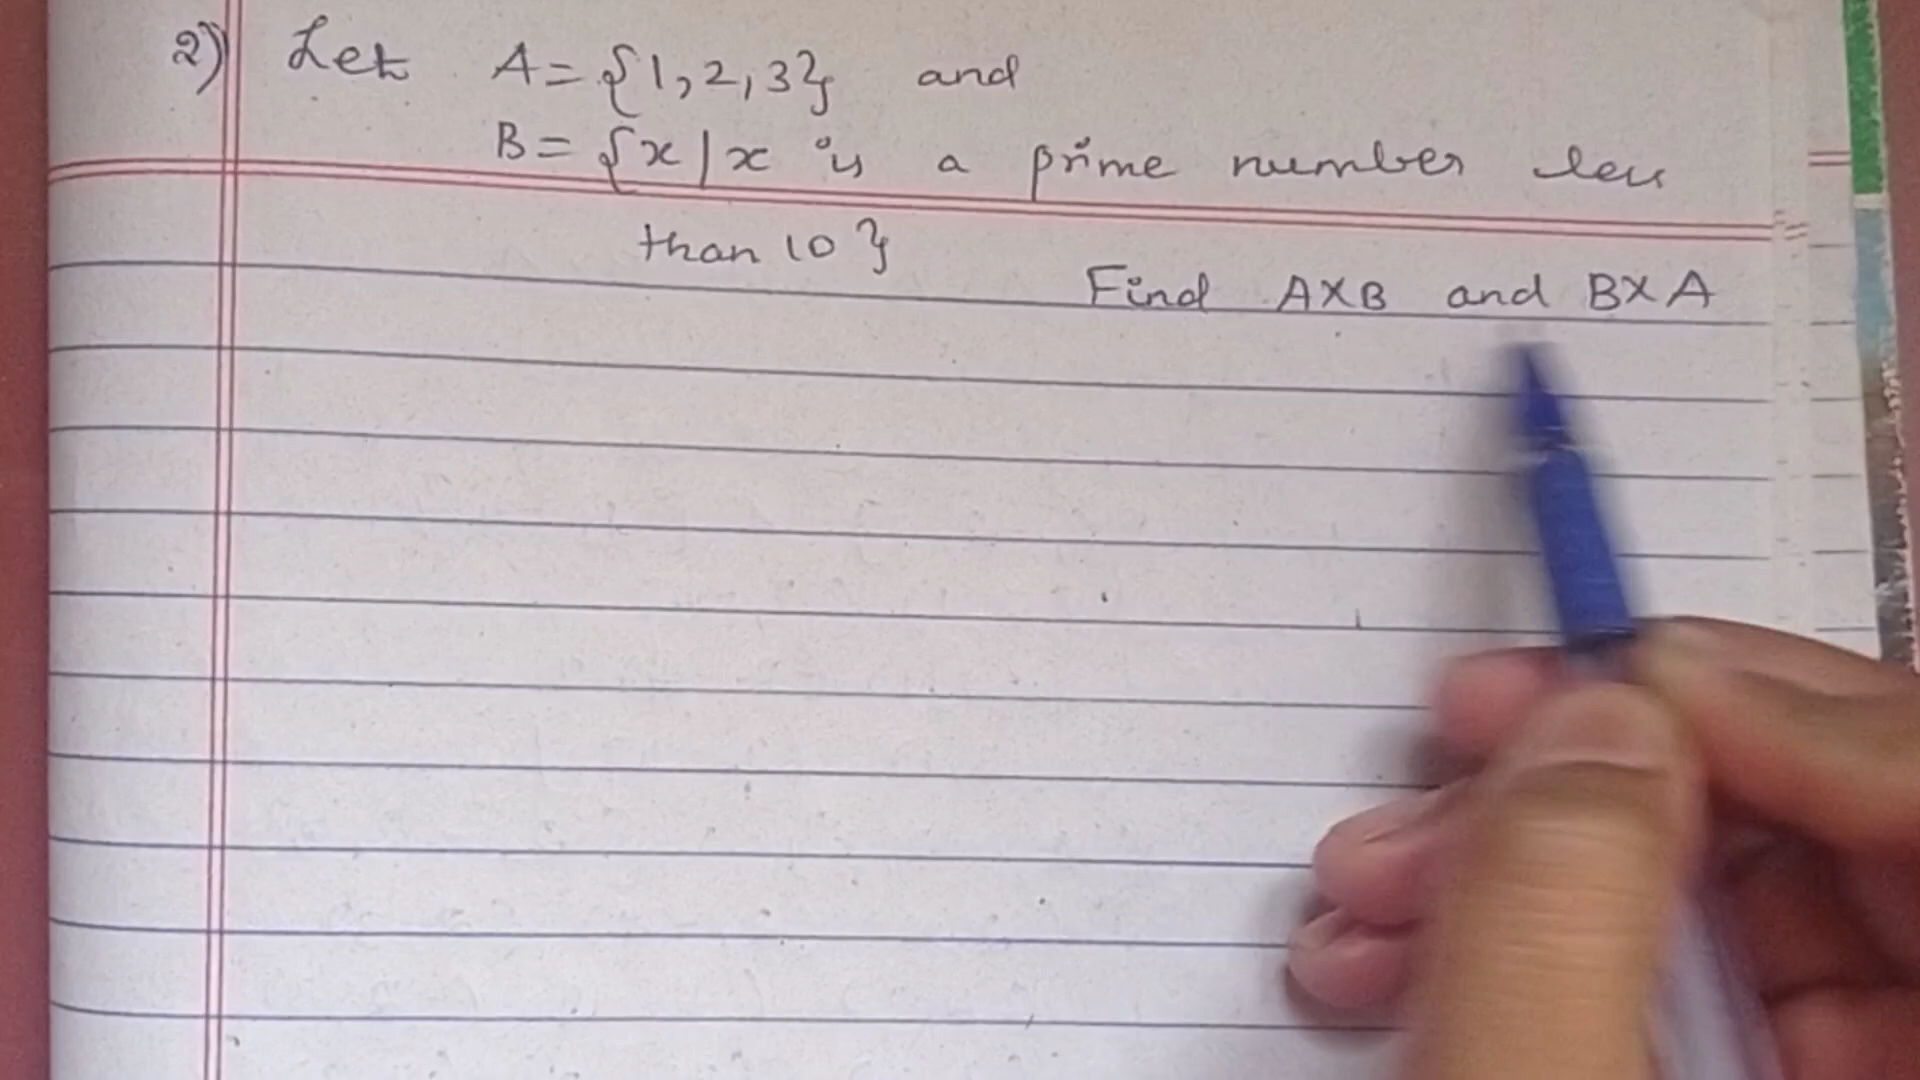 2) Let A = {1, 2, 3} and
B = {x / x is a prime number less
than 10}
Find A×B and B×A